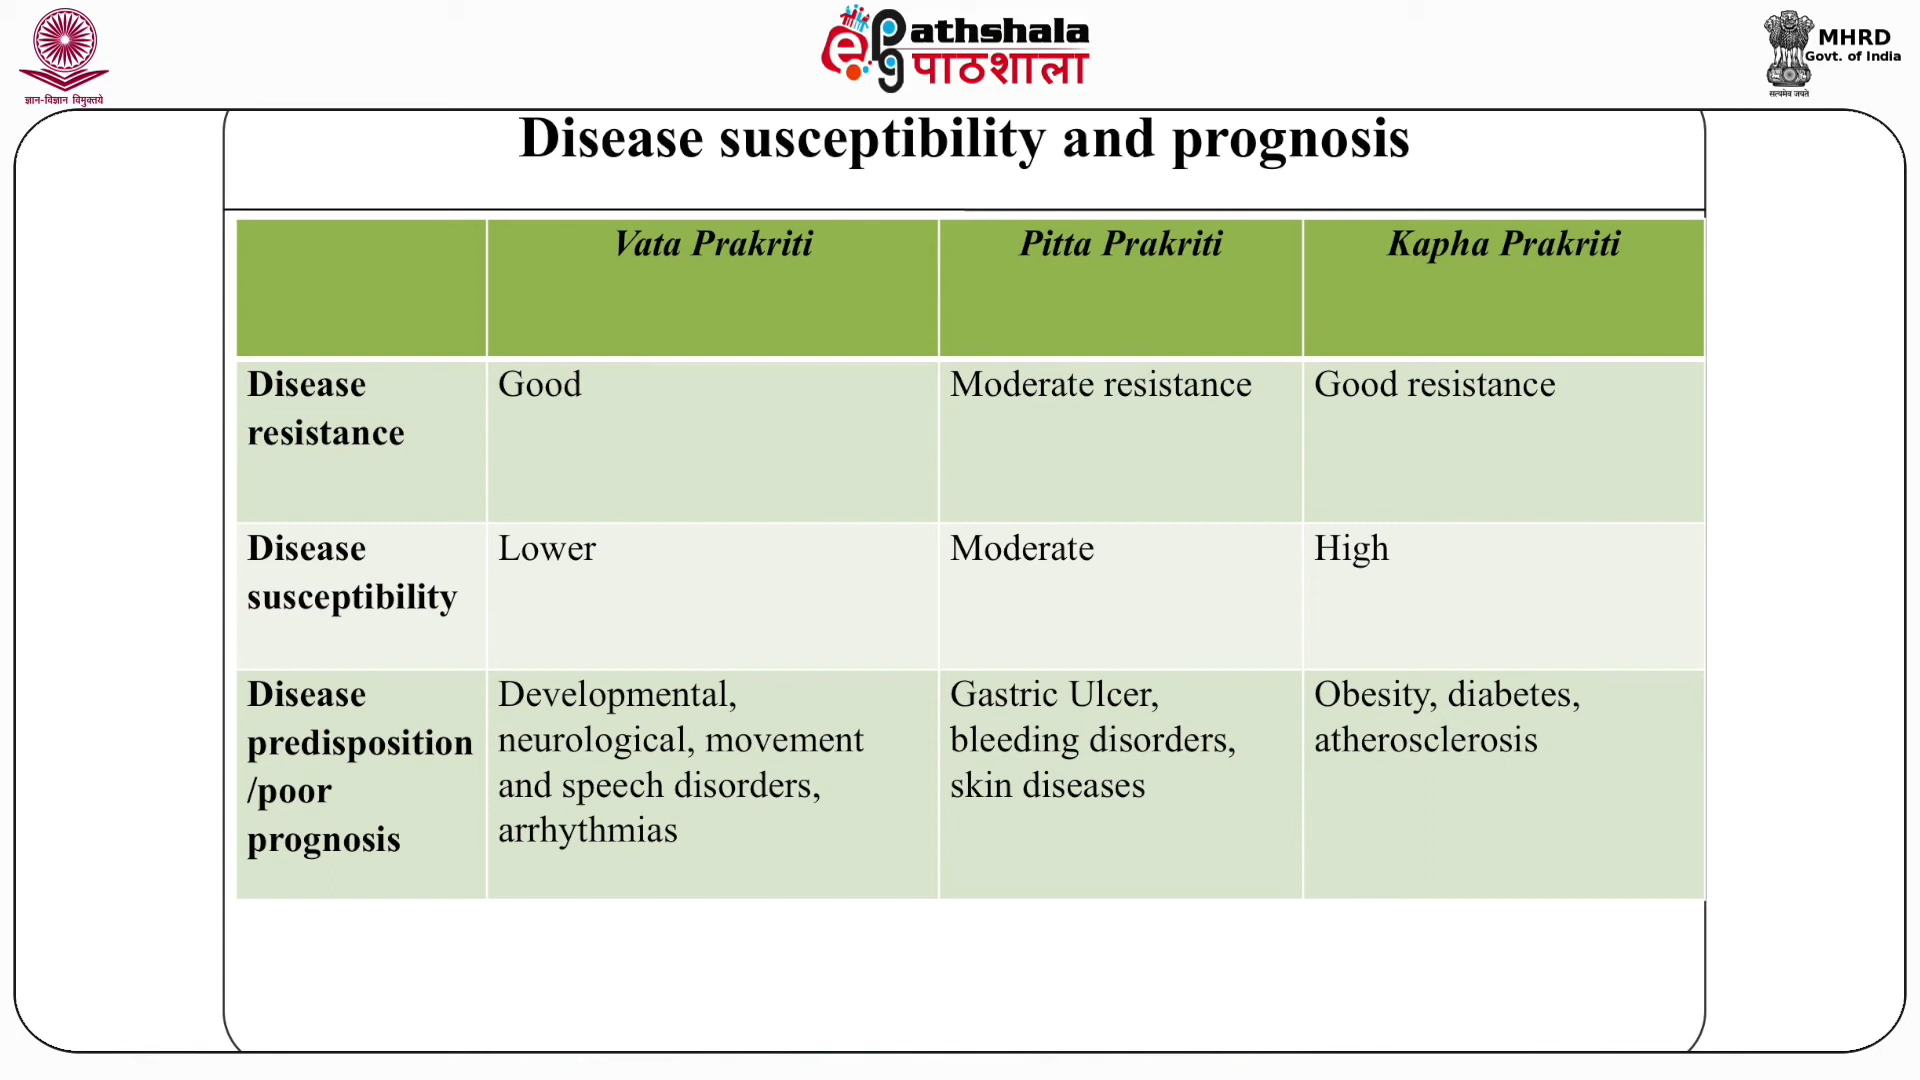 ज्ञान-विज्ञान विमुक्तये
ePG Pathshala
पाठशाला
MHRD
Govt. of India
सत्यमेव जयते
Disease susceptibility and prognosis
Vata Prakriti
Pitta Prakriti
Kapha Prakriti
Disease
resistance
Good
Moderate resistance
Good resistance
Disease
susceptibility
Lower
Moderate
High
Disease
predisposition
/poor
prognosis
Developmental,
neurological, movement
and speech disorders,
arrhythmias
Gastric Ulcer,
bleeding disorders,
skin diseases
Obesity, diabetes,
atherosclerosis